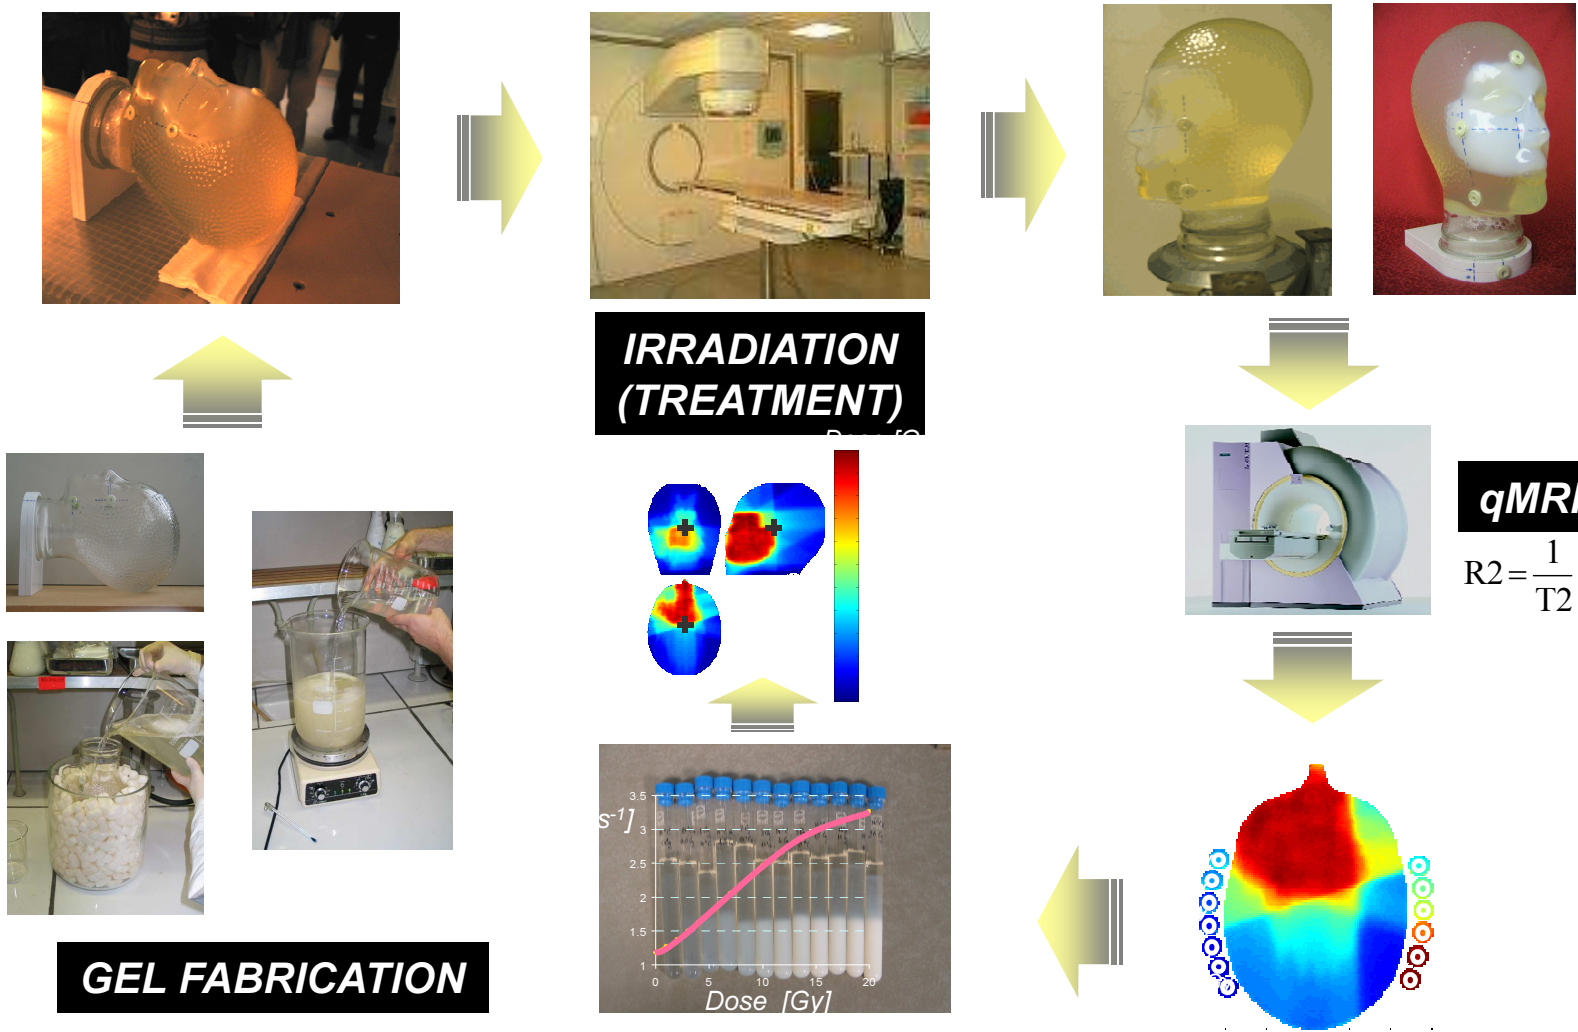 IRRADIATION
(TREATMENT)
qMRI
R2 = 1/T2
3.5
s-1]
3
2.5
2
1.5
1
0 5 10 15 20
Dose [Gy]
GEL FABRICATION